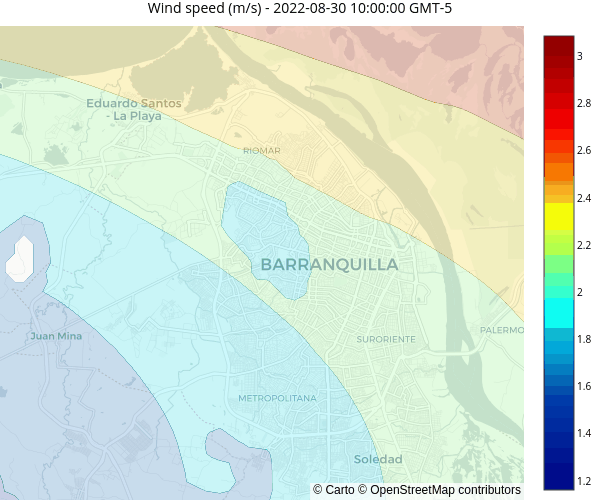 Wind speed (m/s) - 2022-08-30 10:00:00 GMT-5
3
Eduardo Santos
- La Playa
2.8
RIOMAR
2.6
2.4
BARRANQUILLA
2.2
2
Juan Mina
SURORIENTE
PALERMO
1.8
METROPOLITANA
1.6
1.4
Soledad
1.2
© Carto © OpenStreetMap contributors